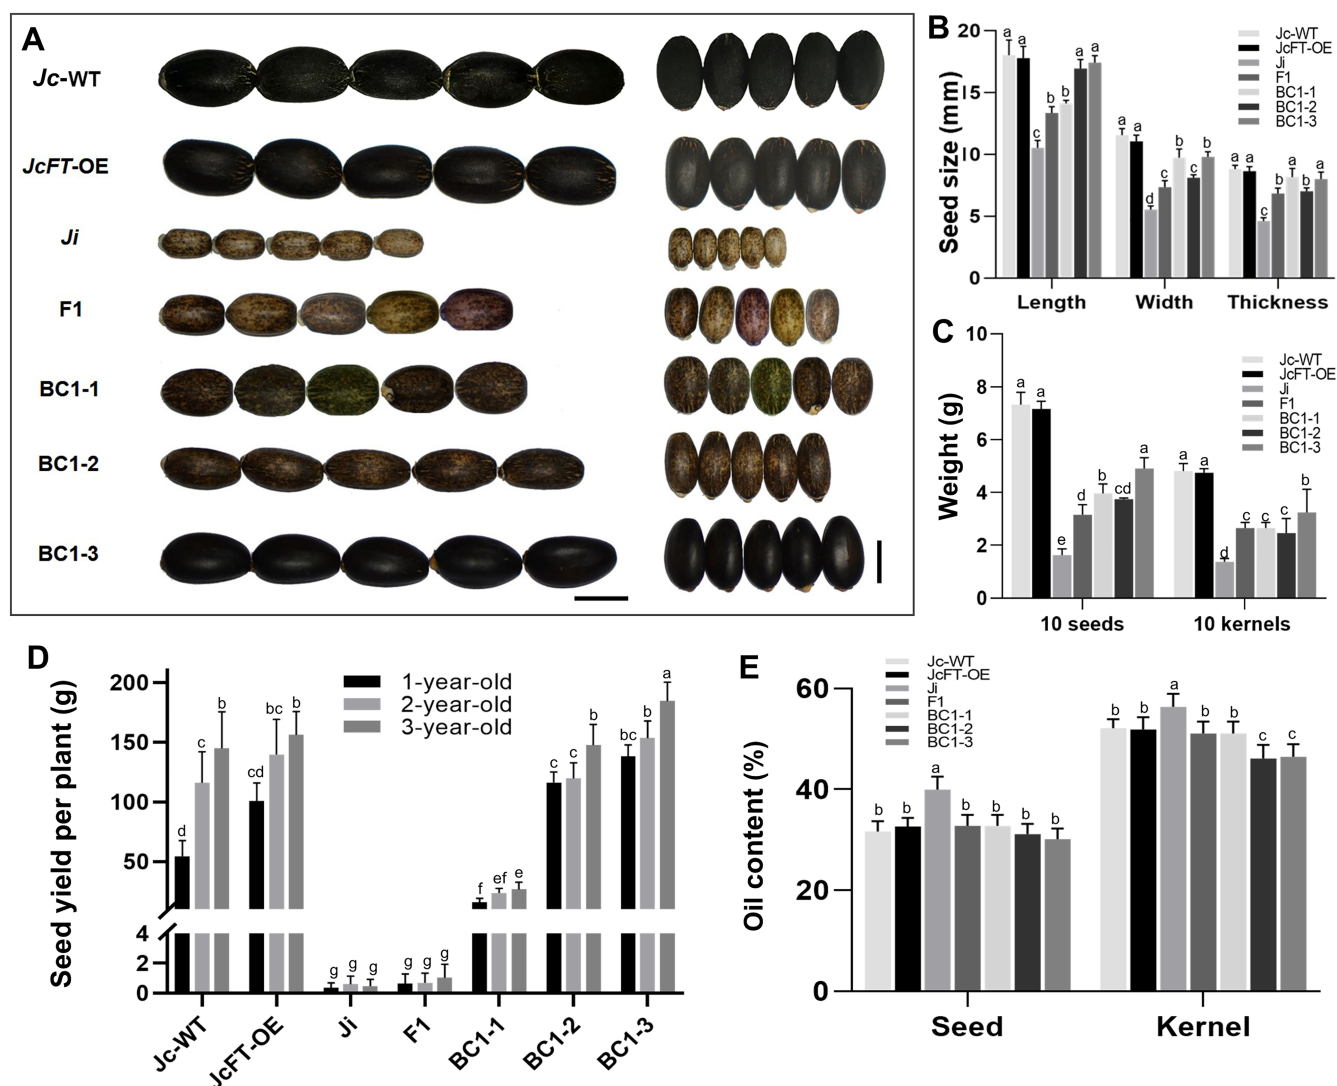 A
Jc-WT
JcFT-OE
Ji
F1
BC1-1
BC1-2
BC1-3
B
Seed size (mm)
20
15
10
5
0
a a c b b a a
a a d c b c b
a a c b a b a
Length Width Thickness
Jc-WT
JcFT-OE
Ji
F1
BC1-1
BC1-2
BC1-3
C
Weight (g)
10
8
6
4
2
0
a a e d b cd a
a a d c c c b
10 seeds 10 kernels
Jc-WT
JcFT-OE
Ji
F1
BC1-1
BC1-2
BC1-3
D
Seed yield per plant (g)
200
150
100
50
4
2
0
1-year-old
2-year-old
3-year-old
d c b
cd bc b
g g g
g g g
f ef e
c c b
bc b a
Jc-WT JcFT-OE Ji F1 BC1-1 BC1-2 BC1-3
E
Oil content (%)
60
40
20
0
Jc-WT
JcFT-OE
Ji
F1
BC1-1
BC1-2
BC1-3
b b a b b b b
b b a b b c c
Seed Kernel